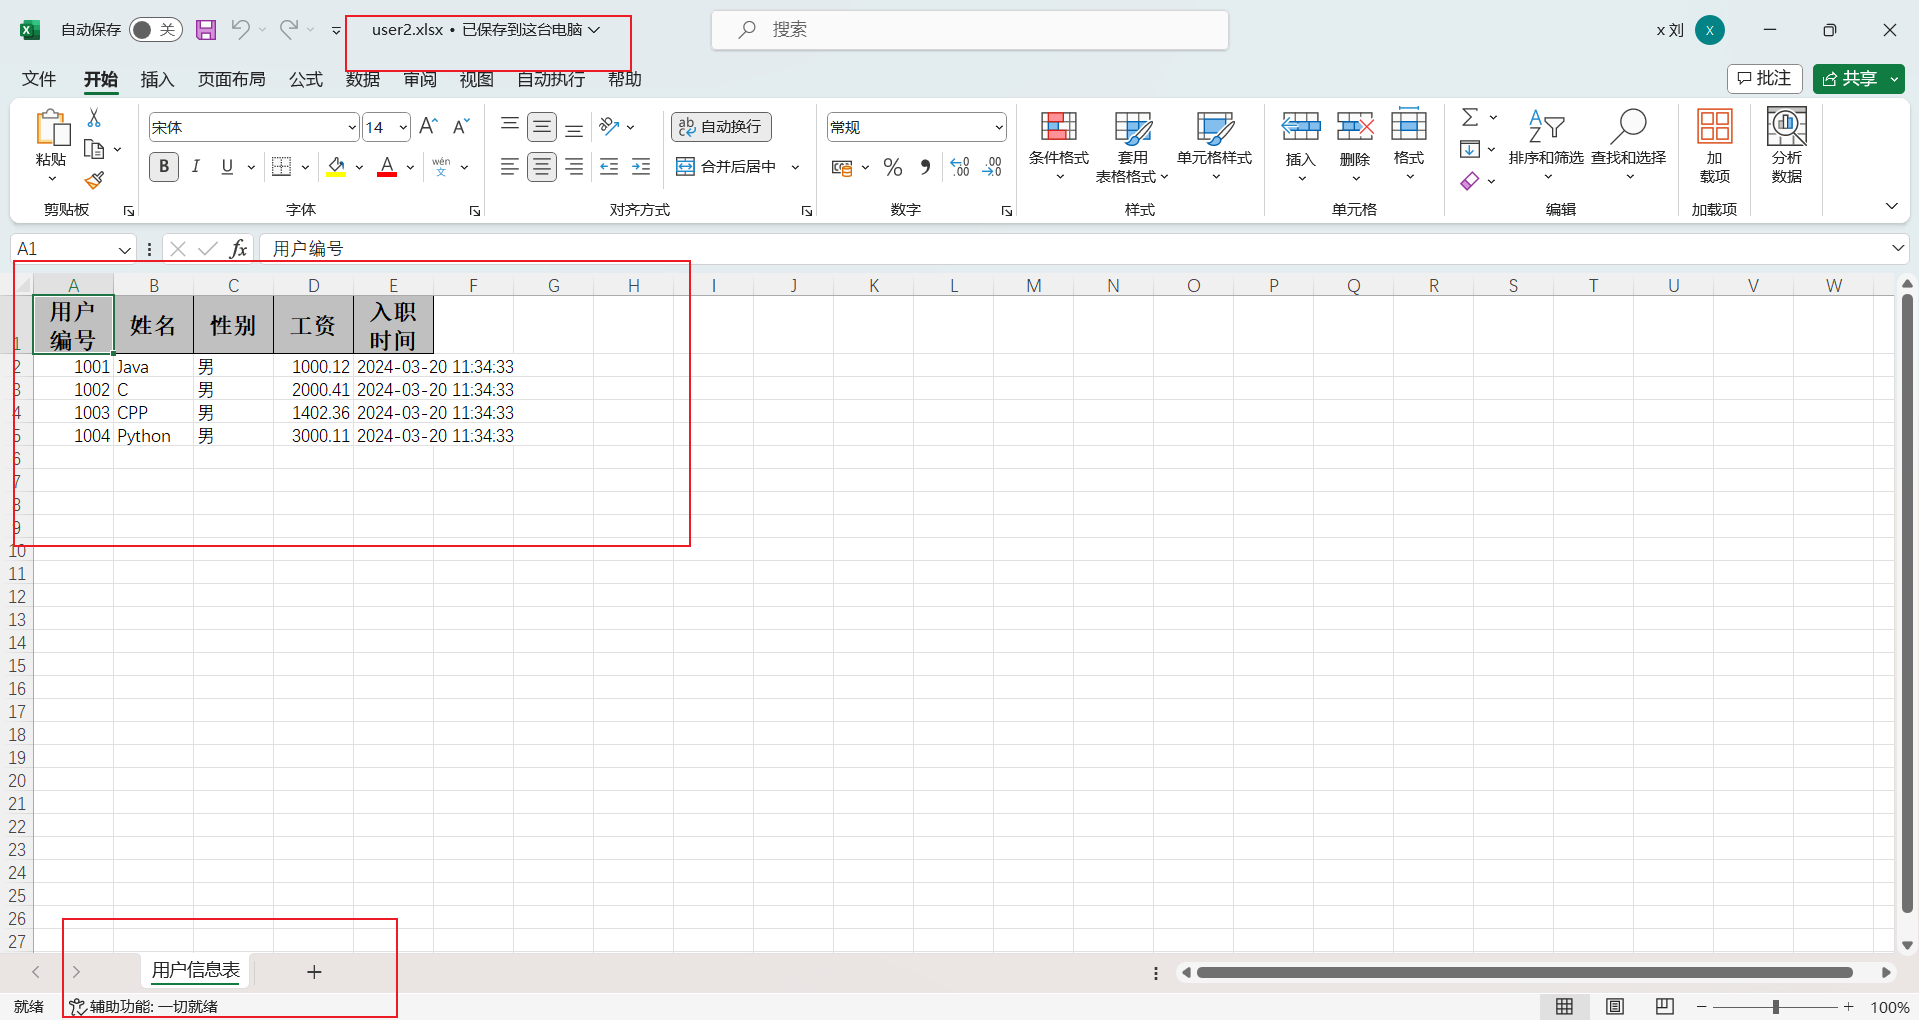 自动保存 关 user2.xlsx • 已保存到这台电脑 搜索 x 刘 X
文件 开始 插入 页面布局 公式 数据 审阅 视图 自动执行 帮助 批注 共享
粘贴 宋体 14 A A ab 自动换行 常规 条件格式 套用 表格格式 单元格样式 插入 删除 格式 排序和筛选 查找和选择 加 载项 分析 数据
B I U A wén 文 合并后居中 % .00 .00
剪贴板 字体 对齐方式 数字 样式 单元格 编辑 加载项
A1 fx 用户编号
A B C D E F G H I J K L M N O P Q R S T U V W
1 用户编号 姓名 性别 工资 入职时间
2 1001 Java 男 1000.12 2024-03-20 11:34:33
3 1002 C 男 2000.41 2024-03-20 11:34:33
4 1003 CPP 男 1402.36 2024-03-20 11:34:33
5 1004 Python 男 3000.11 2024-03-20 11:34:33
6
7
8
9
10
11
12
13
14
15
16
17
18
19
20
21
22
23
24
25
26
27
用户信息表
就绪 辅助功能: 一切就绪 100%